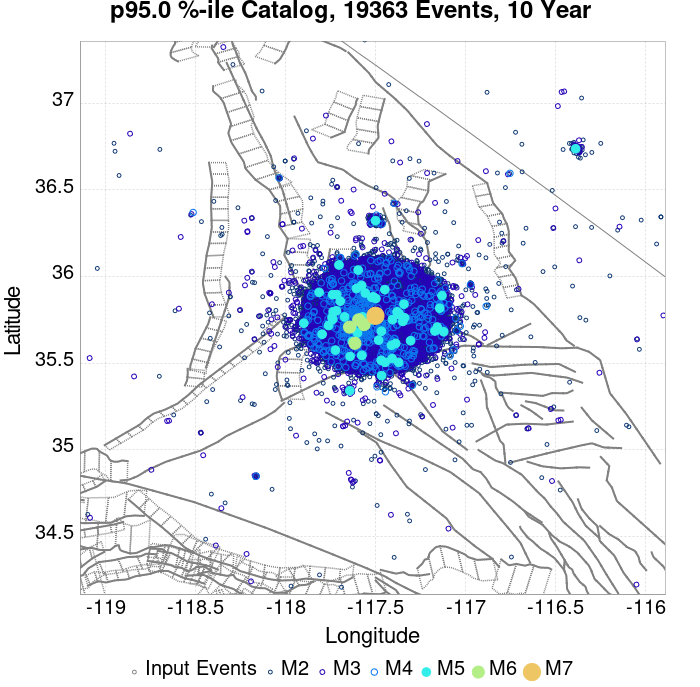 p95.0 %-ile Catalog, 19363 Events, 10 Year
37
36.5
36
35.5
35
34.5
Latitude
-119 -118.5 -118 -117.5 -117 -116.5 -116
Longitude
Input Events M2 M3 M4 M5 M6 M7